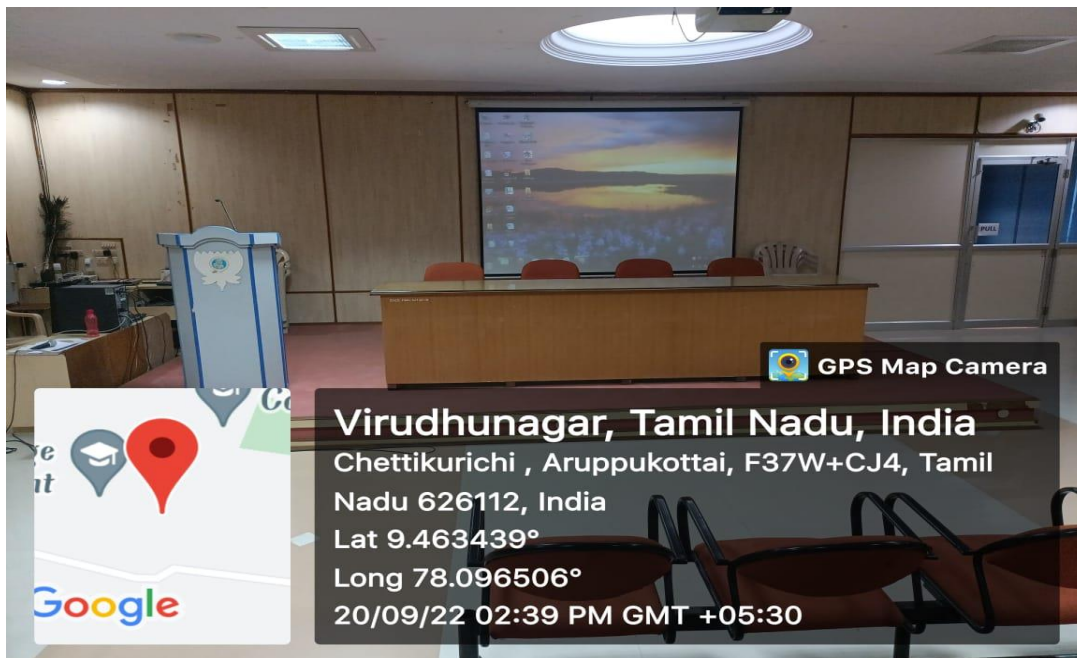 PULL
GPS Map Camera
Virudhunagar, Tamil Nadu, India
Chettikurichi , Aruppukottai, F37W+CJ4, Tamil
Nadu 626112, India
Lat 9.463439°
Long 78.096506°
20/09/22 02:39 PM GMT +05:30
Google